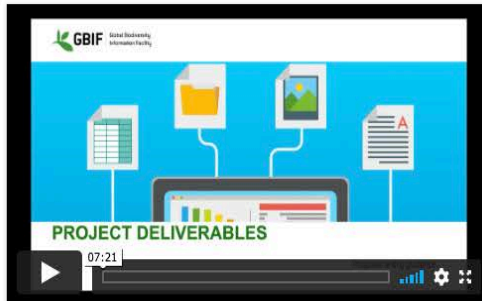 GBIF
Global Biodiversity
Information Facility
A
PROJECT DELIVERABLES
07:21